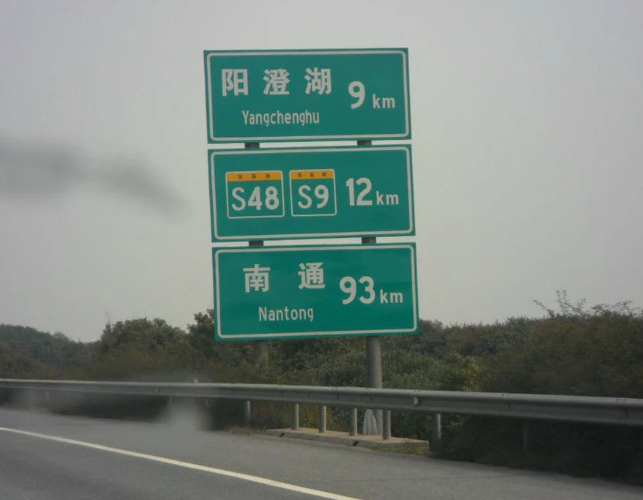 阳澄湖 9 km
Yangchenghu
S48 S9 12 km
南通 93 km
Nantong